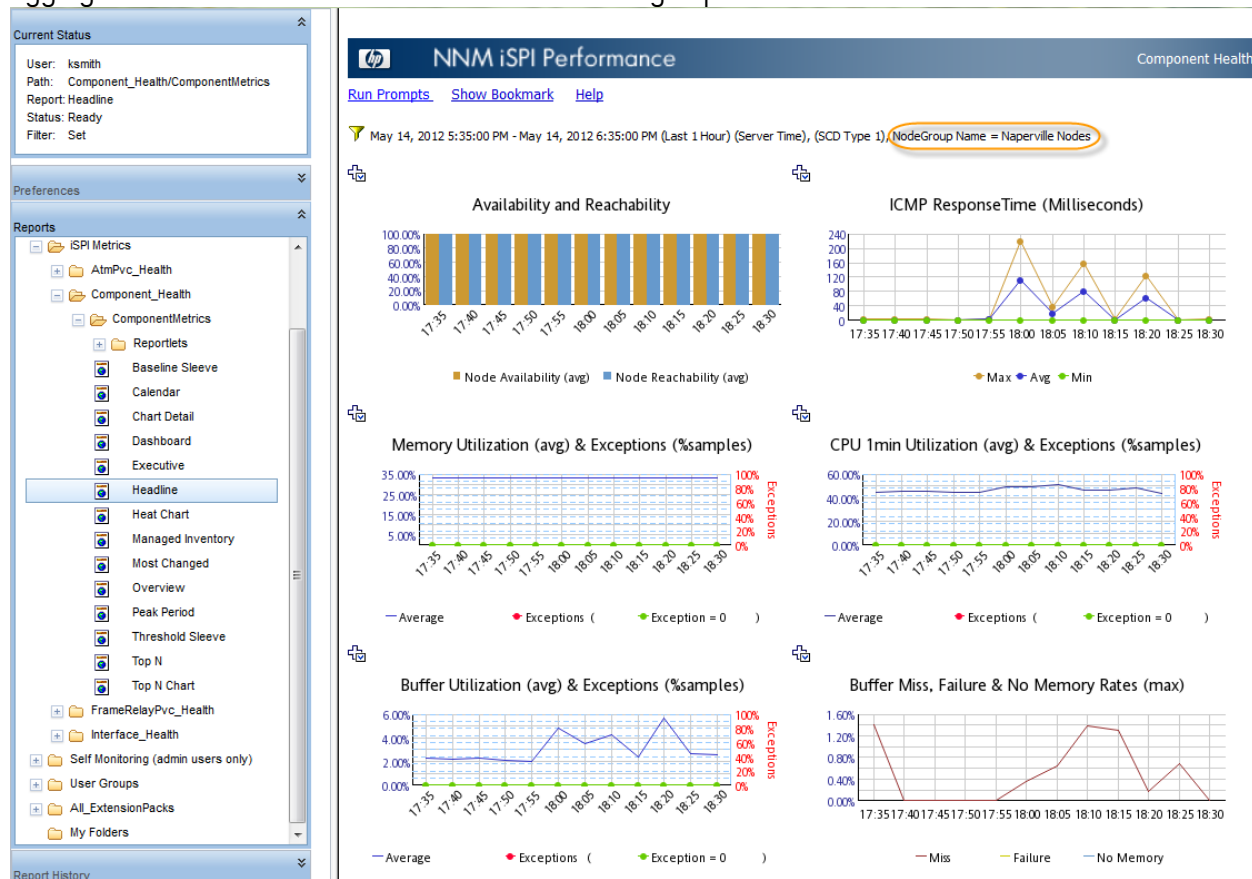 Current Status
User: ksmith
Path: Component_Health/ComponentMetrics
Report: Headline
Status: Ready
Filter: Set
Preferences
Reports
iSPI Metrics
AtmPvc_Health
Component_Health
ComponentMetrics
Reportlets
Baseline Sleeve
Calendar
Chart Detail
Dashboard
Executive
Headline
Heat Chart
Managed Inventory
Most Changed
Overview
Peak Period
Threshold Sleeve
Top N
Top N Chart
FrameRelayPvc_Health
Interface_Health
Self Monitoring (admin users only)
User Groups
All_ExtensionPacks
My Folders
Report History
hp NNM iSPI Performance Component Health
Run Prompts Show Bookmark Help
May 14, 2012 5:35:00 PM - May 14, 2012 6:35:00 PM (Last 1 Hour) (Server Time), (SCD Type 1), NodeGroup Name = Naperville Nodes
Availability and Reachability
100.00%
80.00%
60.00%
40.00%
20.00%
0.00%
17:35 17:40 17:45 17:50 17:55 18:00 18:05 18:10 18:15 18:20 18:25 18:30
Node Availability (avg) Node Reachability (avg)
ICMP ResponseTime (Milliseconds)
240
200
160
120
80
40
0
17:35 17:40 17:45 17:50 17:55 18:00 18:05 18:10 18:15 18:20 18:25 18:30
Max Avg Min
Memory Utilization (avg) & Exceptions (%samples)
35.00%
25.00%
15.00%
5.00%
100%
80%
60%
40%
20%
0%
Exceptions
17:35 17:40 17:45 17:50 17:55 18:00 18:05 18:10 18:15 18:20 18:25 18:30
Average Exceptions ( Exception = 0 )
CPU 1min Utilization (avg) & Exceptions (%samples)
60.00%
40.00%
20.00%
0.00%
100%
80%
60%
40%
20%
0%
Exceptions
17:35 17:40 17:45 17:50 17:55 18:00 18:05 18:10 18:15 18:20 18:25 18:30
Average Exceptions ( Exception = 0 )
Buffer Utilization (avg) & Exceptions (%samples)
6.00%
4.00%
2.00%
0.00%
100%
80%
60%
40%
20%
0%
Exceptions
17:35 17:40 17:45 17:50 17:55 18:00 18:05 18:10 18:15 18:20 18:25 18:30
Average Exceptions ( Exception = 0 )
Buffer Miss, Failure & No Memory Rates (max)
1.60%
1.20%
0.80%
0.40%
0.00%
17:35 17:40 17:45 17:50 17:55 18:00 18:05 18:10 18:15 18:20 18:25 18:30
Miss Failure No Memory